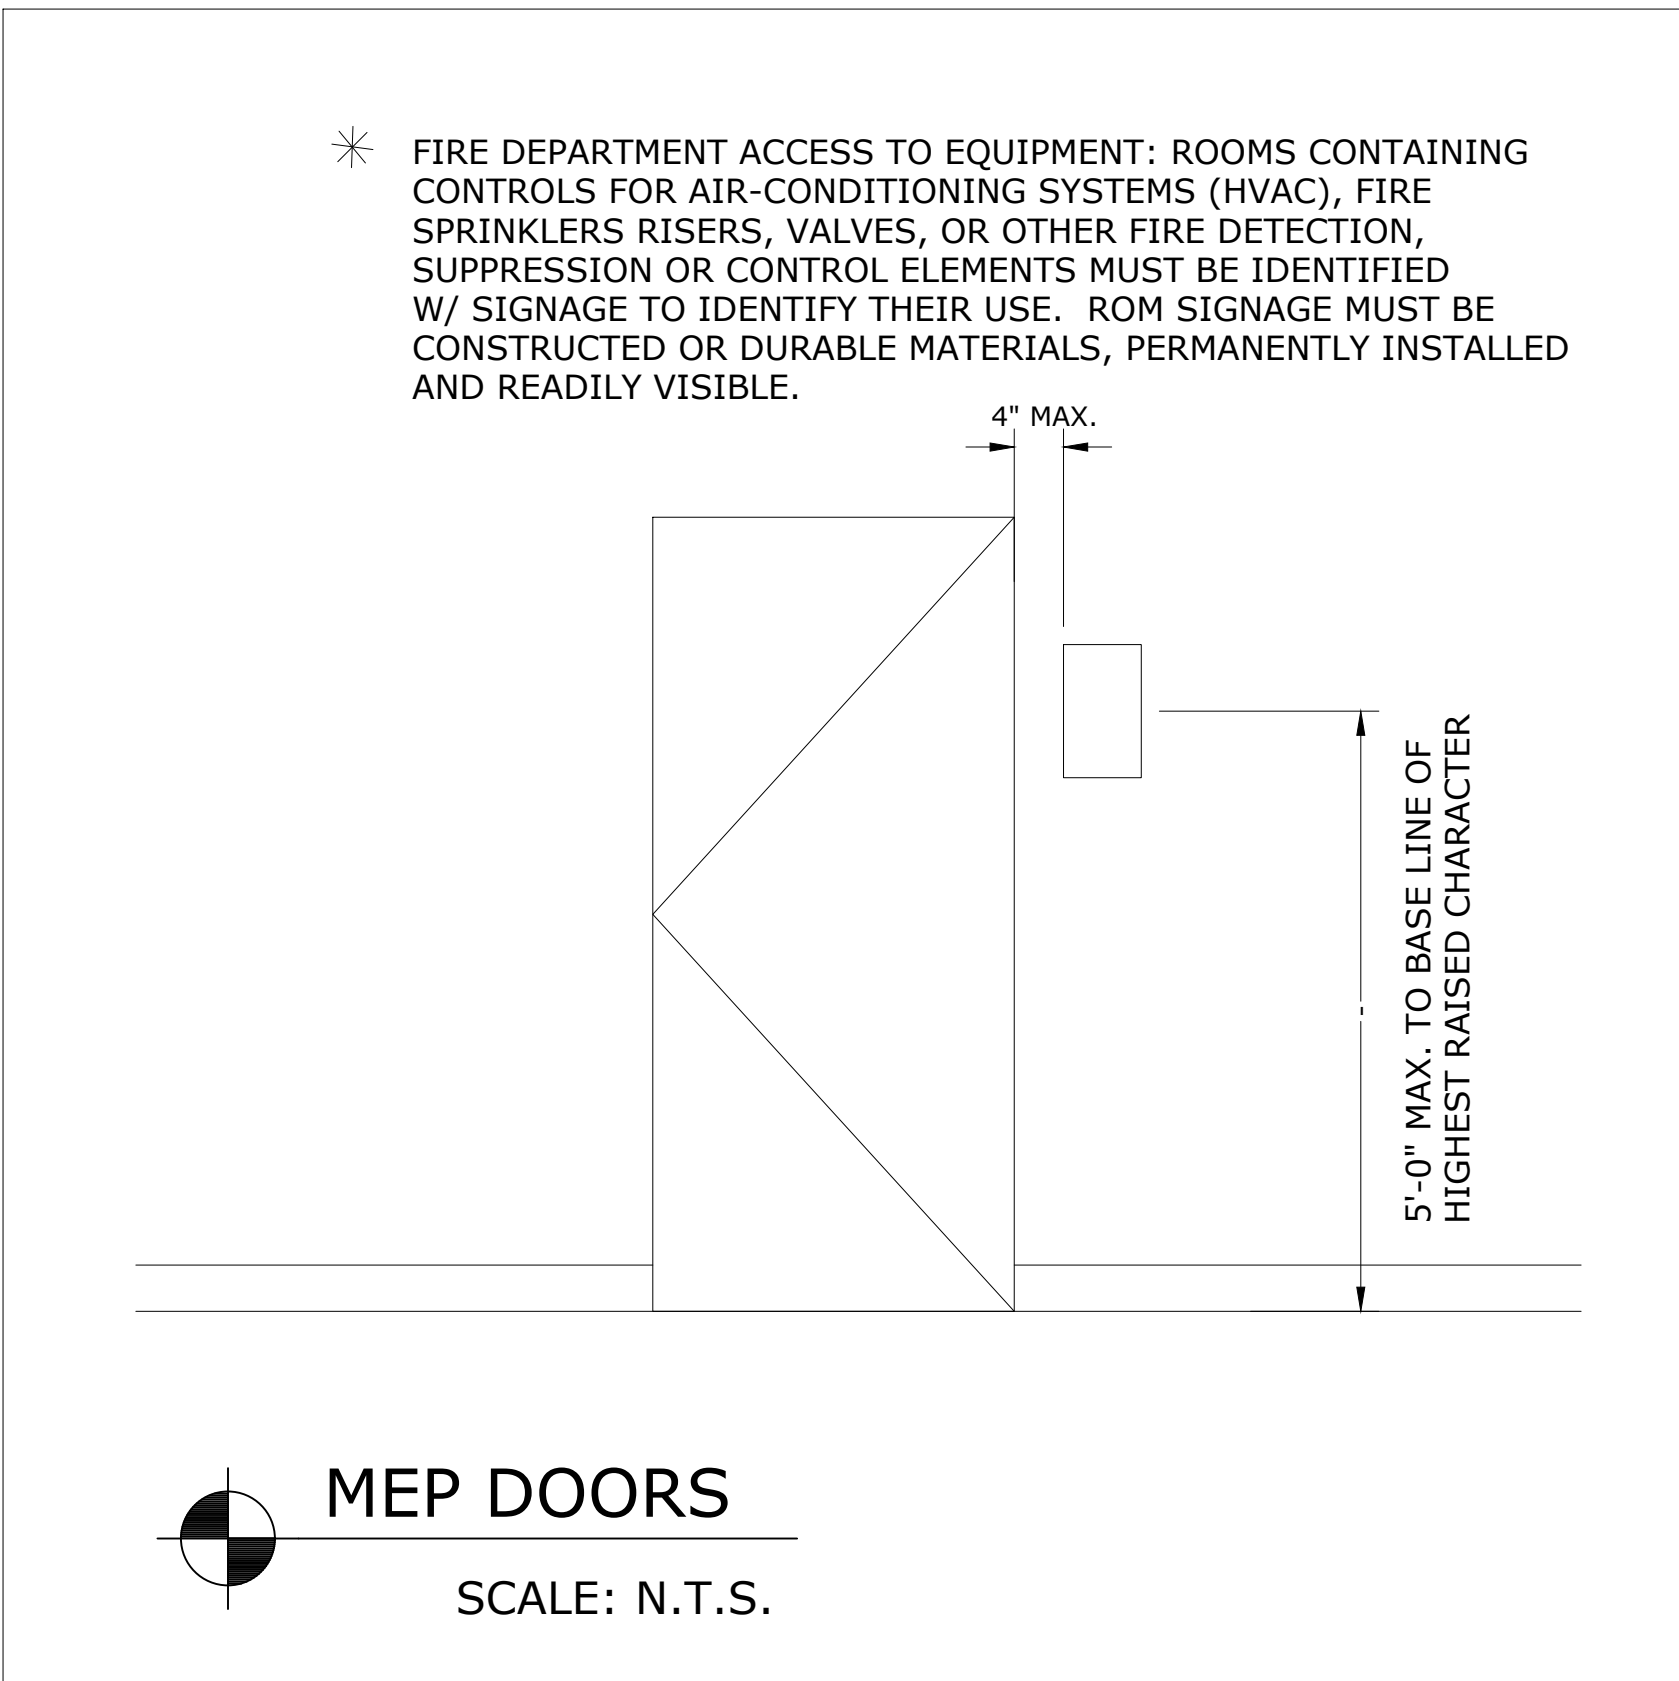 FIRE DEPARTMENT ACCESS TO EQUIPMENT: ROOMS CONTAINING
CONTROLS FOR AIR-CONDITIONING SYSTEMS (HVAC), FIRE
SPRINKLERS RISERS, VALVES, OR OTHER FIRE DETECTION,
SUPPRESSION OR CONTROL ELEMENTS MUST BE IDENTIFIED
W/ SIGNAGE TO IDENTIFY THEIR USE.  ROM SIGNAGE MUST BE
CONSTRUCTED OR DURABLE MATERIALS, PERMANENTLY INSTALLED
AND READILY VISIBLE.
4" MAX.
5'-0" MAX. TO BASE LINE OF
HIGHEST RAISED CHARACTER
MEP DOORS
SCALE: N.T.S.